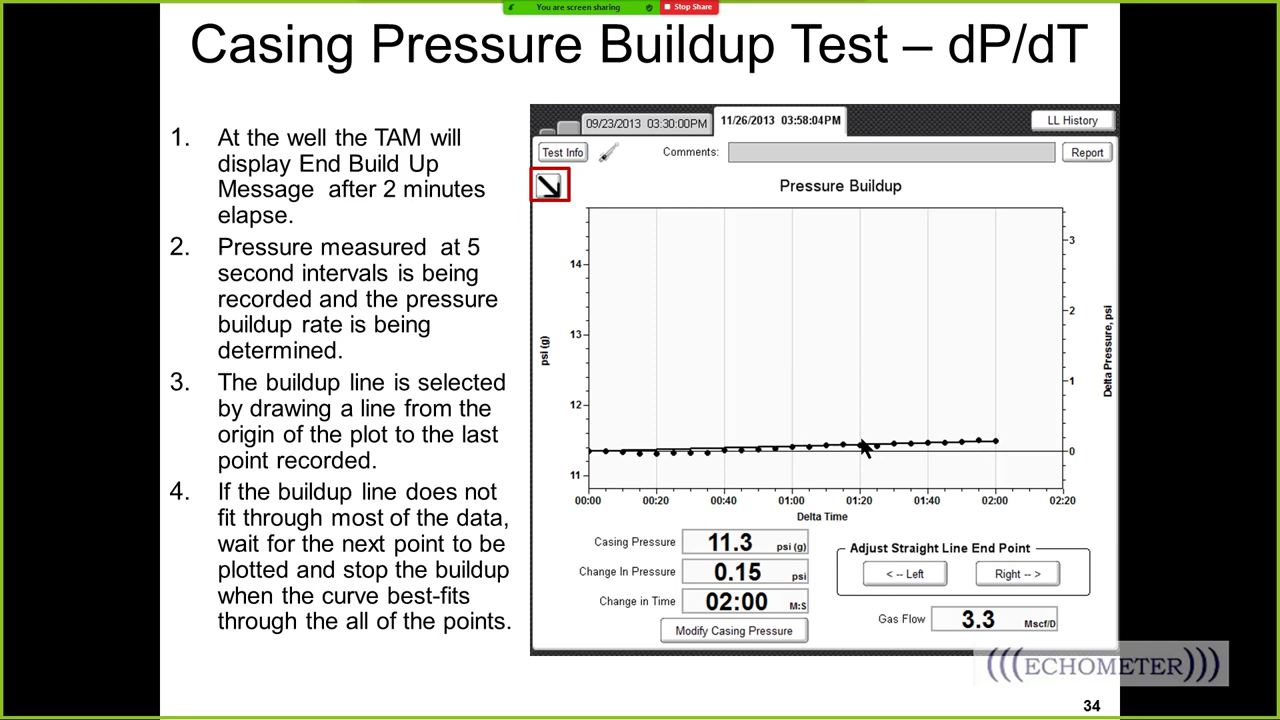 You are screen sharing
Stop Share
Casing Pressure Buildup Test – dP/dT
1. At the well the TAM will
display End Build Up
Message after 2 minutes
elapse.
2. Pressure measured at 5
second intervals is being
recorded and the pressure
buildup rate is being
determined.
3. The buildup line is selected
by drawing a line from the
origin of the plot to the last
point recorded.
4. If the buildup line does not
fit through most of the data,
wait for the next point to be
plotted and stop the buildup
when the curve best-fits
through the all of the points.
09/23/2013 03:30:00PM
11/26/2013 03:58:04PM
LL History
Test Info
Comments:
Report
Pressure Buildup
14
13
12
11
psi (g)
3
2
1
0
Delta Pressure, psi
00:00 00:20 00:40 01:00 01:20 01:40 02:00 02:20
Delta Time
Casing Pressure 11.3 psi (g)
Change In Pressure 0.15 psi
Change in Time 02:00 M:S
Modify Casing Pressure
Adjust Straight Line End Point
< -- Left
Right -- >
Gas Flow 3.3 Mscf/D
(((ECHOMETER)))
34